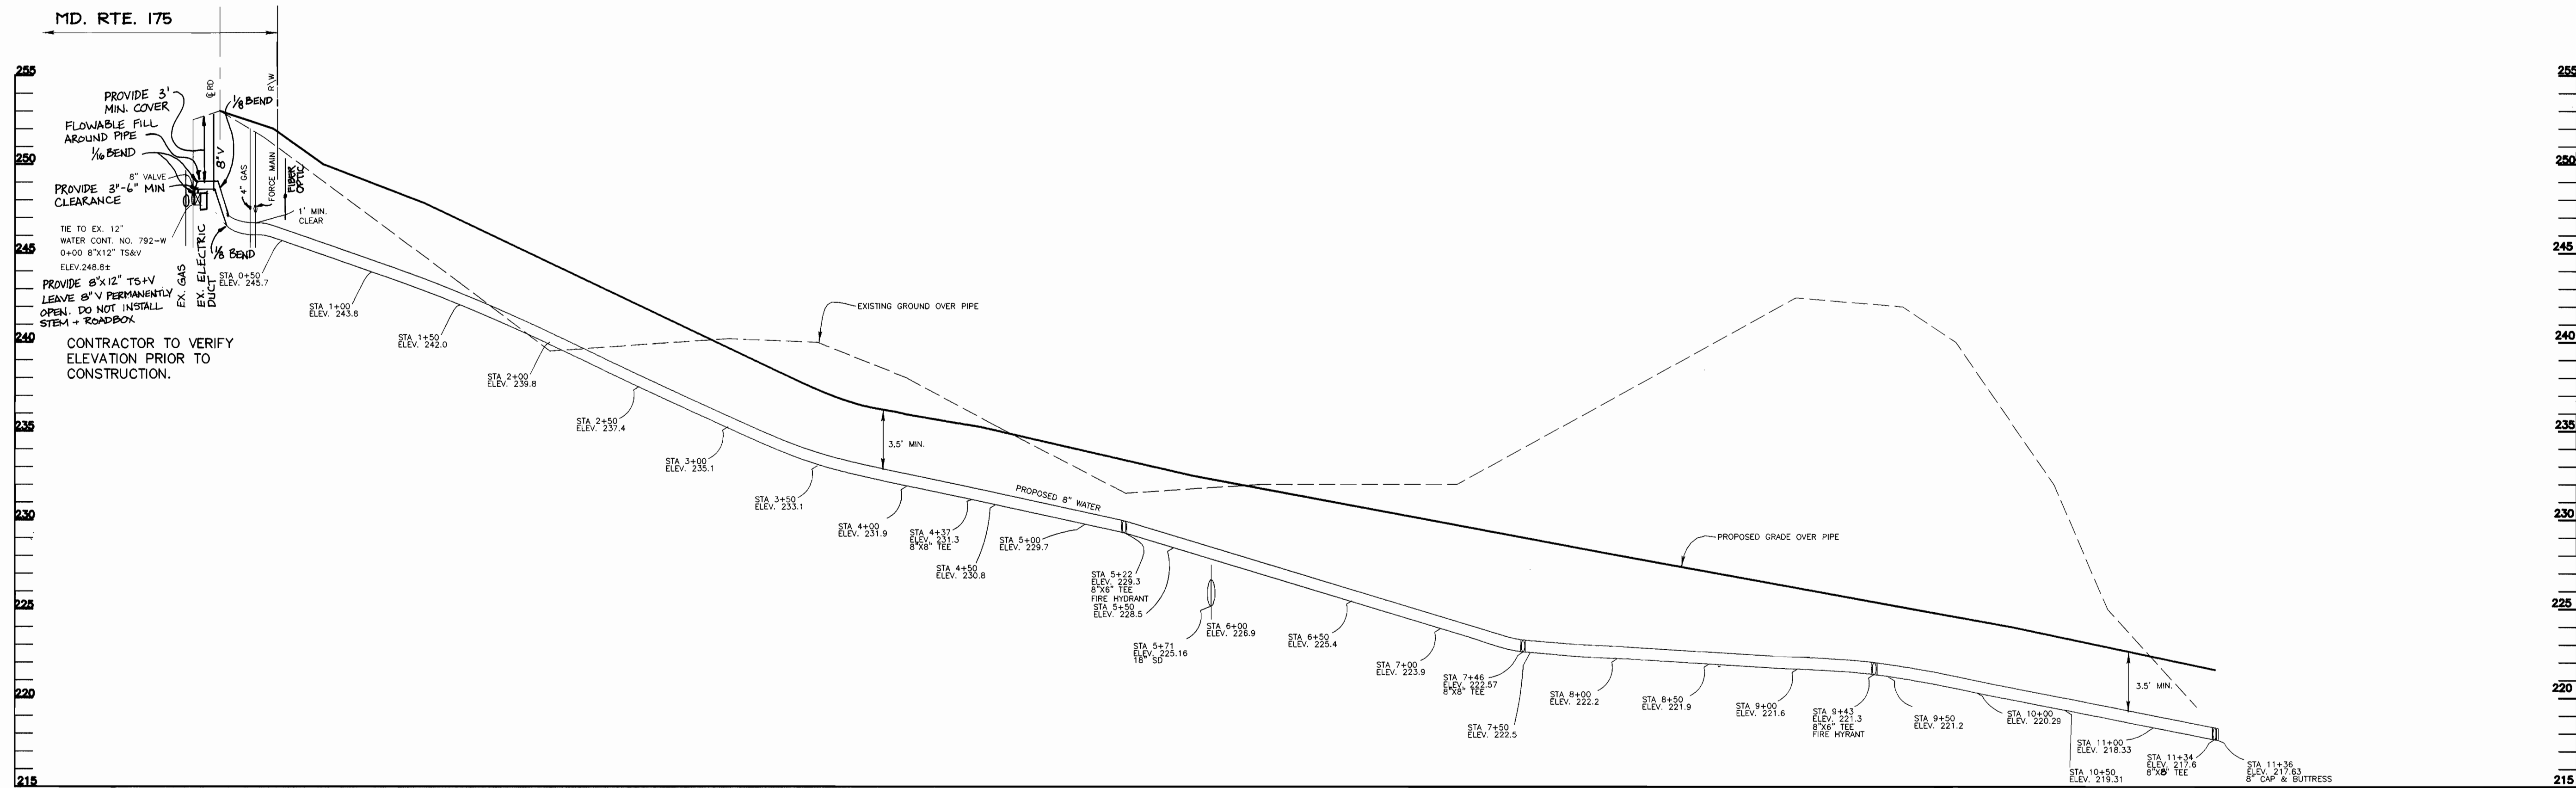 MD. RTE. 175
255
250
245
240
235
230
225
220
215
255
250
245
240
235
230
225
220
215
℄ RD
R\W
PROVIDE 3'
MIN. COVER
FLOWABLE FILL
AROUND PIPE
1/16 BEND
8" VALVE
PROVIDE 3"-6" MIN
CLEARANCE
TIE TO EX. 12"
WATER CONT. NO. 792-W
0+00 8"X12" TS&V
ELEV.248.8±
PROVIDE 8"X12" TS+V
LEAVE 8"V PERMANENTLY
OPEN. DO NOT INSTALL
STEM + ROADBOX
CONTRACTOR TO VERIFY
ELEVATION PRIOR TO
CONSTRUCTION.
EX. GAS
EX. ELECTRIC
DUCT
1/8 BEND
8"V
4" GAS
FORCE MAIN
FIBER
OPTIC
1' MIN.
CLEAR
1/8 BEND
STA 0+50
ELEV. 245.7
STA 1+00
ELEV. 243.8
STA 1+50
ELEV. 242.0
STA 2+00
ELEV. 239.8
STA 2+50
ELEV. 237.4
STA 3+00
ELEV. 235.1
STA 3+50
ELEV. 233.1
EXISTING GROUND OVER PIPE
3.5' MIN.
STA 4+00
ELEV. 231.9
STA 4+37
ELEV. 231.3
8"X8" TEE
STA 4+50
ELEV. 230.8
STA 5+00
ELEV. 229.7
PROPOSED 8" WATER
STA 5+22
ELEV. 229.3
8"X6" TEE
FIRE HYDRANT
STA 5+50
ELEV. 228.5
STA 5+71
ELEV. 225.16
18" SD
STA 6+00
ELEV. 226.9
STA 6+50
ELEV. 225.4
STA 7+00
ELEV. 223.9
STA 7+46
ELEV. 222.57
8"X8" TEE
STA 7+50
ELEV. 222.5
STA 8+00
ELEV. 222.2
STA 8+50
ELEV. 221.9
PROPOSED GRADE OVER PIPE
STA 9+00
ELEV. 221.6
STA 9+43
ELEV. 221.3
8"X6" TEE
FIRE HYRANT
STA 9+50
ELEV. 221.2
STA 10+00
ELEV. 220.29
STA 10+50
ELEV. 219.31
STA 11+00
ELEV. 218.33
3.5' MIN.
STA 11+34
ELEV. 217.6
8"X8" TEE
STA 11+36
ELEV. 217.63
8" CAP & BUTTRESS